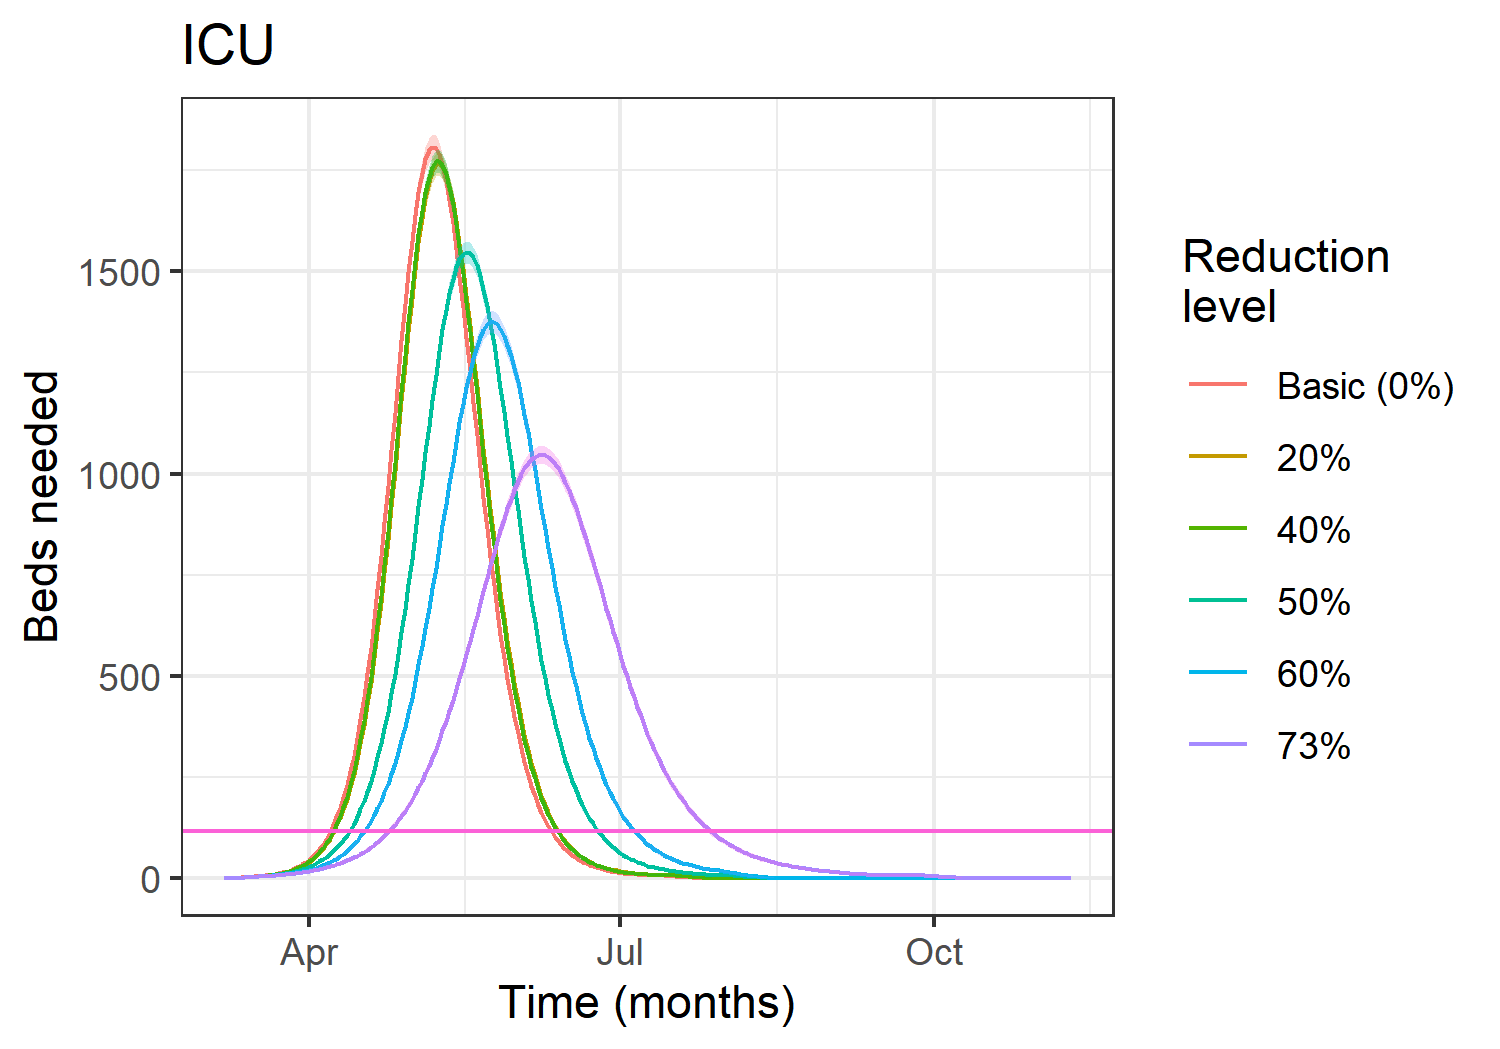 ICU
Beds needed
1500
1000
500
0
Apr
Jul
Oct
Time (months)
Reduction
level
Basic (0%)
20%
40%
50%
60%
73%